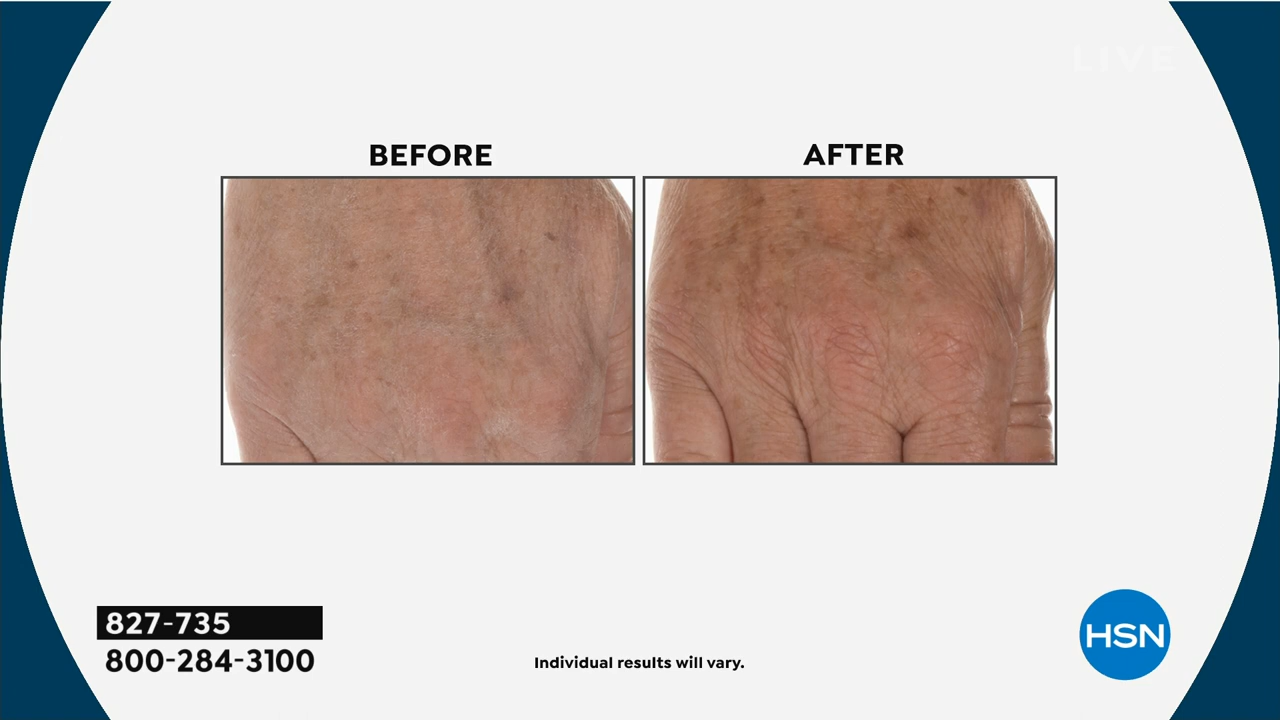 LIVE
BEFORE
AFTER
827-735
800-284-3100
Individual results will vary.
HSN